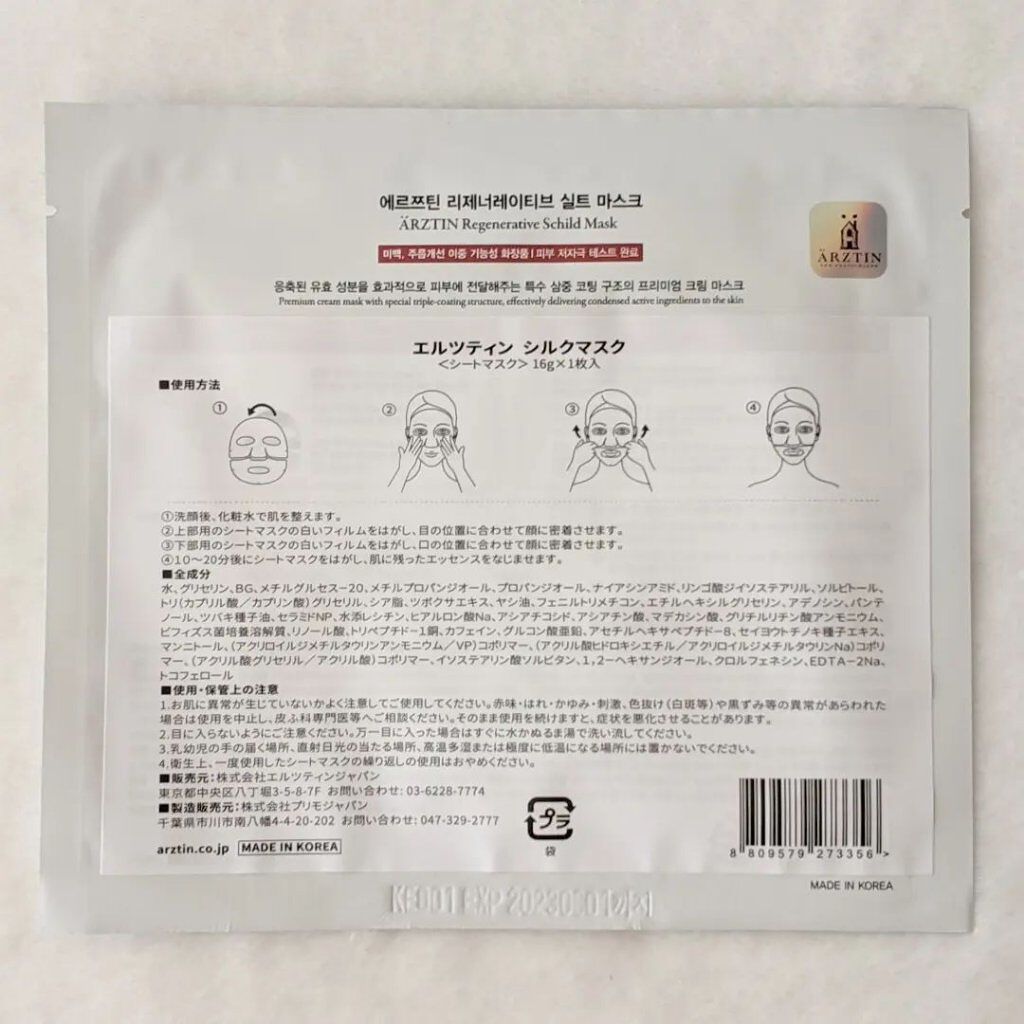 에르쯔틴 리제너레이티브 실트 마스크
ÄRZTIN Regenerative Schild Mask
미백, 주름개선 이중 기능성 화장품 | 피부 저자극 테스트 완료
ÄRZTIN
응축된 유효 성분을 효과적으로 피부에 전달해주는 특수 삼중 코팅 구조의 프리미엄 크림 마스크
Premium cream mask with special triple-coating structure, effectively delivering condensed active ingredients to the skin
エルツティン シルクマスク
<シートマスク> 16g×1枚入
■使用方法
① ② ③ ④
①洗顔後、化粧水で肌を整えます。
②上部用のシートマスクの白いフィルムをはがし、目の位置に合わせて顔に密着させます。
③下部用のシートマスクの白いフィルムをはがし、口の位置に合わせて顔に密着させます。
④10〜20分後にシートマスクをはがし、肌に残ったエッセンスをなじませます。
■全成分
水、グリセリン、BG、メチルグルセス-20、メチルプロパンジオール、プロパンジオール、ナイアシンアミド、リンゴ酸ジイソステアリル、ソルビトール、
トリ(カプリル酸/カプリン酸)グリセリル、シア脂、ツボクサエキス、ヤシ油、フェニルトリメチコン、エチルヘキシルグリセリン、アデノシン、パンテ
ノール、ツバキ種子油、セラミドNP、水添レシチン、ヒアルロン酸Na、アシアチコシド、アシアチン酸、マデカシン酸、グリチルリチン酸アンモニウム、
ビフィズス菌培養溶解質、リノール酸、トリペプチド-1銅、カフェイン、グルコン酸亜鉛、アセチルヘキサペプチド-8、セイヨウトチノキ種子エキス、
マンニトール、(アクリロイルジメチルタウリンアンモニウム/VP)コポリマー、(アクリル酸ヒドロキシエチル/アクリロイルジメチルタウリンNa)コポリ
マー、(アクリル酸グリセリル/アクリル酸)コポリマー、イソステアリン酸ソルビタン、1,2-ヘキサンジオール、クロルフェネシン、EDTA-2Na、
トコフェロール
■使用・保管上の注意
1.お肌に異常が生じていないかよく注意してご使用してください。赤味・はれ・かゆみ・刺激、色抜け(白斑等)や黒ずみ等の異常があらわれた
場合は使用を中止し、皮ふ科専門医等へご相談ください。そのまま使用を続けますと、症状を悪化させることがあります。
2.目に入らないようにご注意ください。万一目に入った場合はすぐに水かぬるま湯で洗い流してください。
3.乳幼児の手の届く場所、直射日光の当たる場所、高温多湿または極度に低温になる場所には置かないでください。
4.衛生上、一度使用したシートマスクの繰り返しの使用はおやめください。
■販売元:株式会社エルツティンジャパン
東京都中央区八丁堀3-5-8-7F お問い合わせ: 03-6228-7774
■製造販売元:株式会社プリモジャパン
千葉県市川市南八幡4-4-20-202 お問い合わせ: 047-329-2777
arztin.co.jp MADE IN KOREA
プラ
袋
8 809579 273356 >
MADE IN KOREA